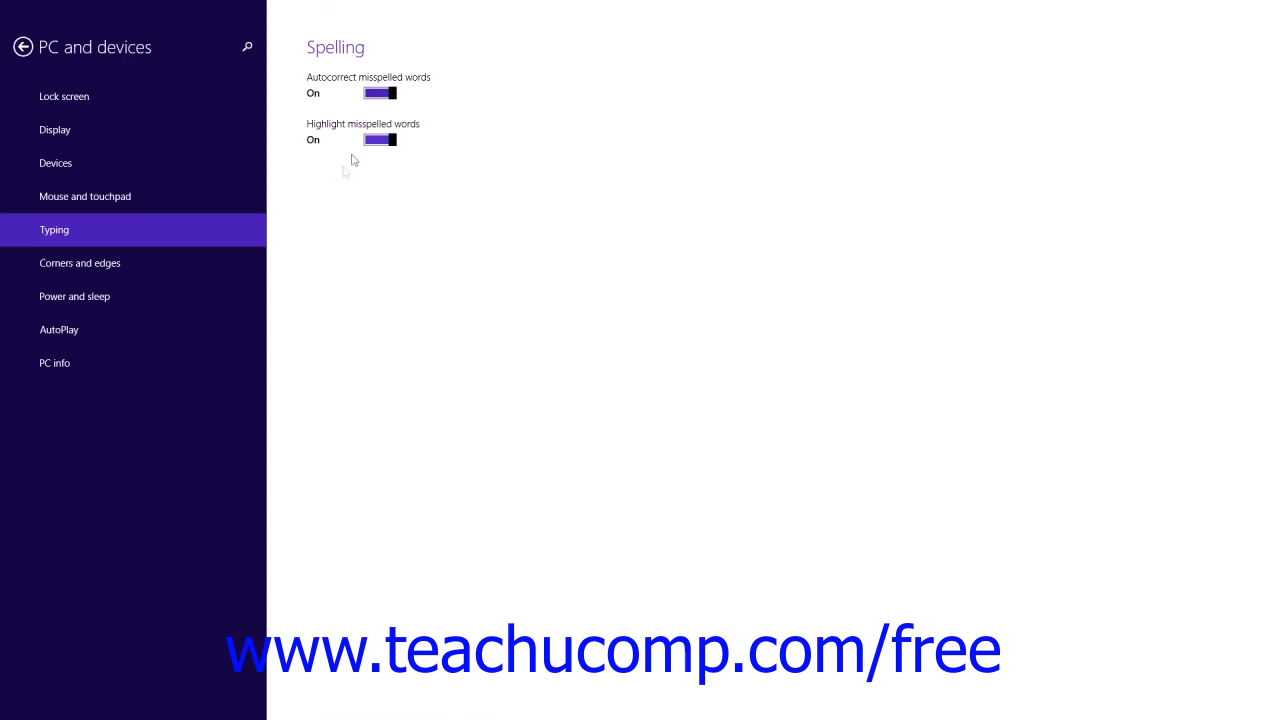 PC and devices
Lock screen
Display
Devices
Mouse and touchpad
Typing
Corners and edges
Power and sleep
AutoPlay
PC info
Spelling
Autocorrect misspelled words
On
Highlight misspelled words
On
www.teachucomp.com/free